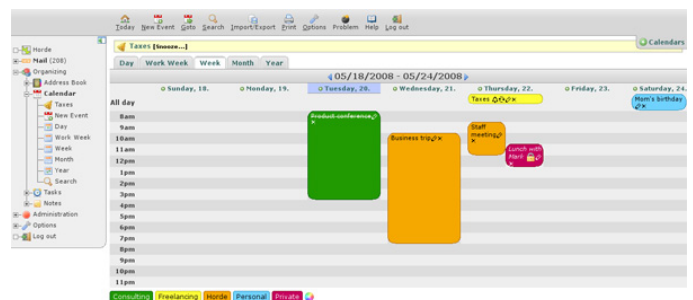 Today New Event Goto Search Import/Export Print Options Problem Help Log out
Horde
Mail (208)
Organizing
Address Book
Calendar
Taxes
New Event
Day
Work Week
Week
Month
Year
Search
Tasks
Notes
Administration
Options
Log out
Taxes [Snooze...]
Calendars
Day Work Week Week Month Year
05/18/2008 - 05/24/2008
Sunday, 18. Monday, 19. Tuesday, 20. Wednesday, 21. Thursday, 22. Friday, 23. Saturday, 24.
All day
Taxes
Mom's birthday
8am
Product conference
9am
Staff
meeting
10am
Business trip
11am
Lunch with
Mark
12pm
1pm
2pm
3pm
4pm
5pm
6pm
7pm
8pm
9pm
10pm
11pm
Consulting Freelancing Horde Personal Private